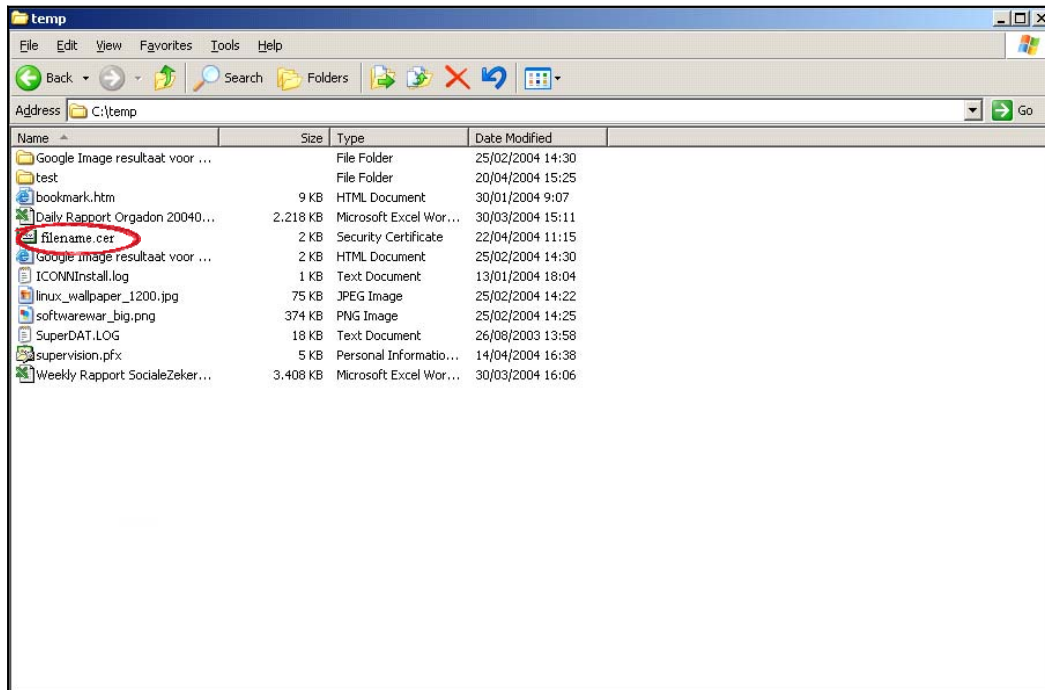 temp
File Edit View Favorites Tools Help
Back Search Folders
Address C:\temp Go
Name Size Type Date Modified
Google Image resultaat voor ... File Folder 25/02/2004 14:30
test File Folder 20/04/2004 15:25
bookmark.htm 9 KB HTML Document 30/01/2004 9:07
Daily Rapport Orgadon 20040... 2.218 KB Microsoft Excel Wor... 30/03/2004 15:11
filename.cer 2 KB Security Certificate 22/04/2004 11:15
Google Image resultaat voor ... 2 KB HTML Document 25/02/2004 14:30
ICONNInstall.log 1 KB Text Document 13/01/2004 18:04
linux_wallpaper_1200.jpg 75 KB JPEG Image 25/02/2004 14:22
softwarewar_big.png 374 KB PNG Image 25/02/2004 14:25
SuperDAT.LOG 18 KB Text Document 26/08/2003 13:58
supervision.pfx 5 KB Personal Informatio... 14/04/2004 16:38
Weekly Rapport SocialeZeker... 3.408 KB Microsoft Excel Wor... 30/03/2004 16:06